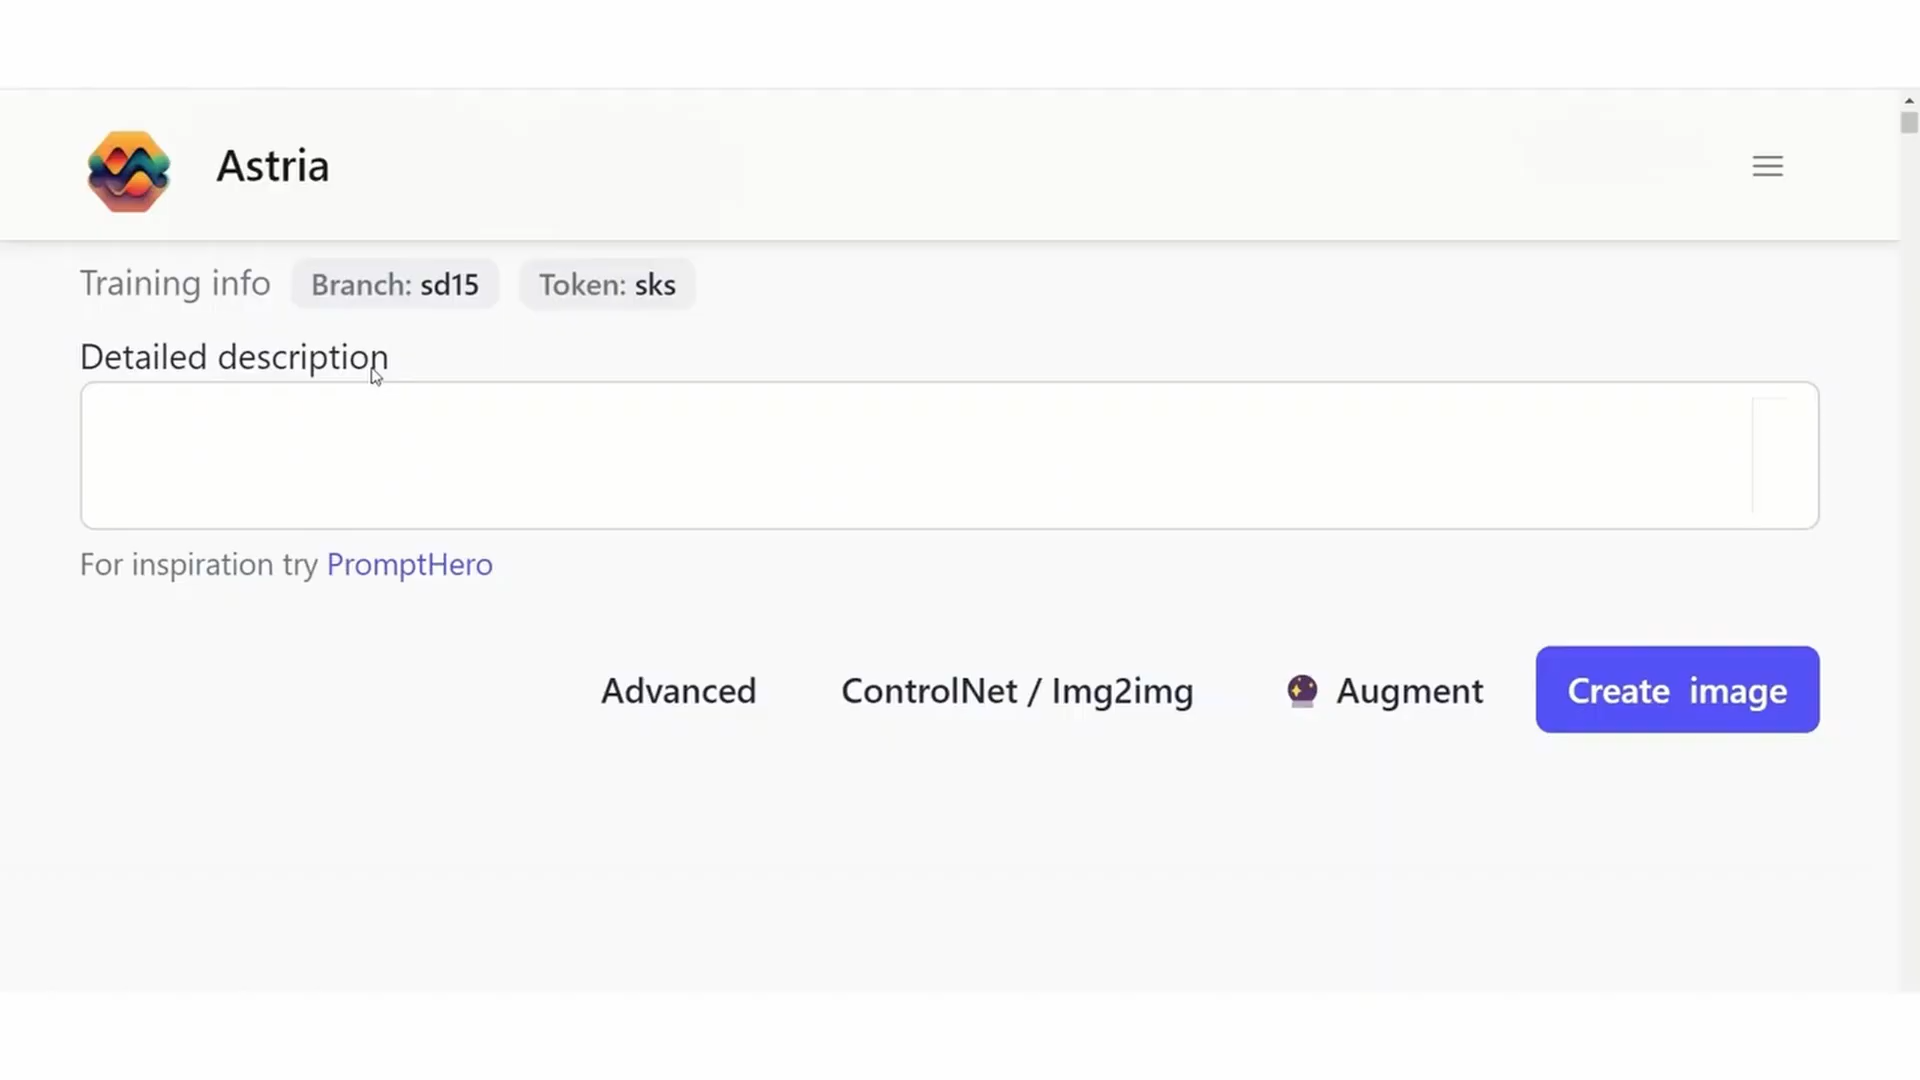 Astria
Training info Branch: sd15 Token: sks
Detailed description
For inspiration try PromptHero
Advanced ControlNet / Img2img Augment Create image